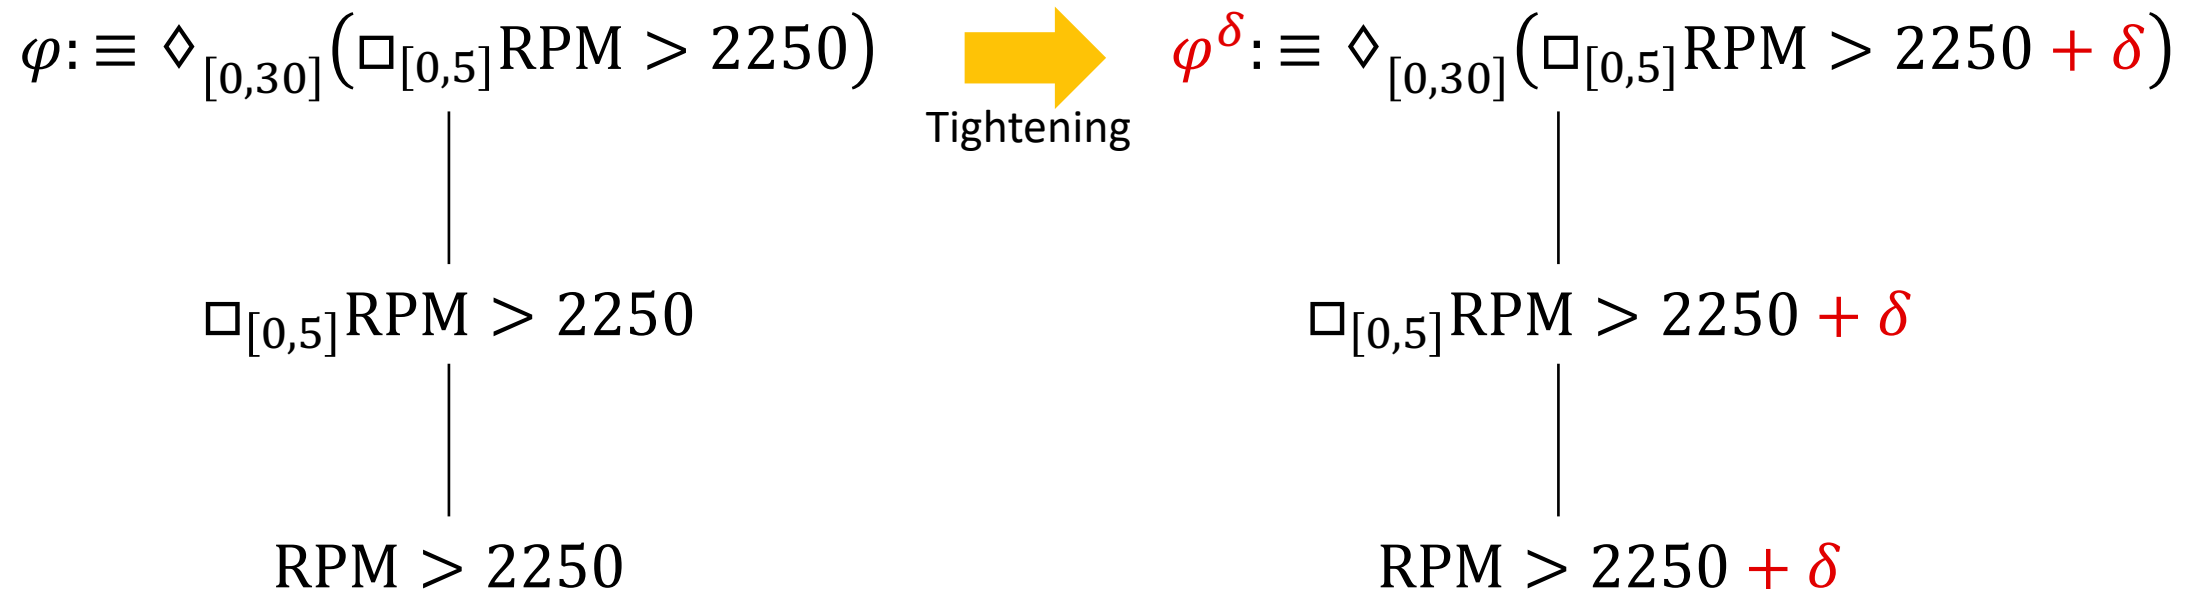 φ:≡ ◇[0,30](□[0,5]RPM > 2250)
Tightening
φ^δ:≡ ◇[0,30](□[0,5]RPM > 2250 + δ)
□[0,5]RPM > 2250
□[0,5]RPM > 2250 + δ
RPM > 2250
RPM > 2250 + δ